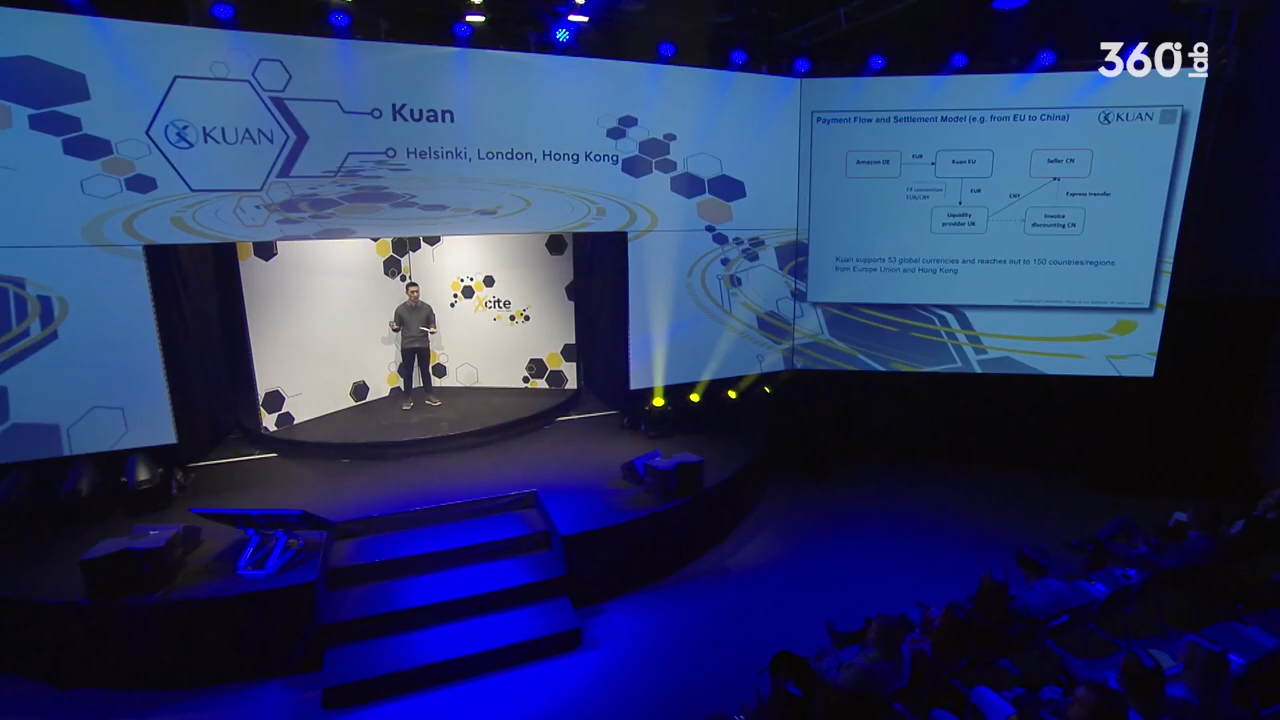 360 lab
KUAN
Kuan
Helsinki, London, Hong Kong
Payment Flow and Settlement Model (e.g. from EU to China)
KUAN
Amazon DE
EUR
Kuan EU
Seller CN
FX conversion
EUR/CNY
EUR
CNY
Express transfer
Liquidity
provider UK
Invoice
discounting CN
Kuan supports 53 global currencies and reaches out to 150 countries/regions
from Europe Union and Hong Kong
Xcite